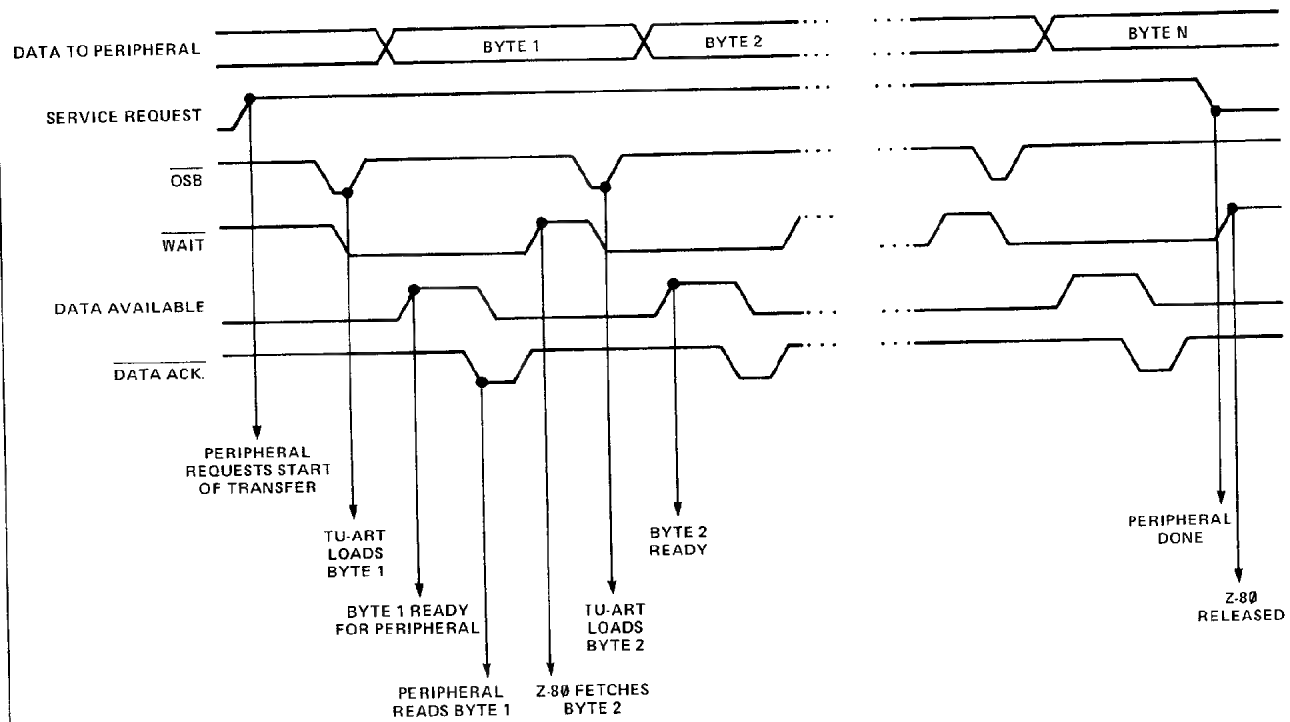 DATA TO PERIPHERAL
BYTE 1
BYTE 2
BYTE N
SERVICE REQUEST
OSB
WAIT
DATA AVAILABLE
DATA ACK.
PERIPHERAL
REQUESTS START
OF TRANSFER
TU-ART
LOADS
BYTE 1
BYTE 1 READY
FOR PERIPHERAL
PERIPHERAL
READS BYTE 1
Z-80 FETCHES
BYTE 2
TU-ART
LOADS
BYTE 2
BYTE 2
READY
PERIPHERAL
DONE
Z-80
RELEASED